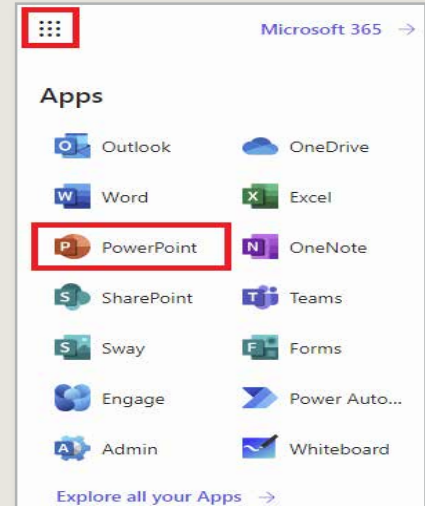 Microsoft 365 →
Apps
Outlook OneDrive
Word Excel
PowerPoint OneNote
SharePoint Teams
Sway Forms
Engage Power Auto...
Admin Whiteboard
Explore all your Apps →